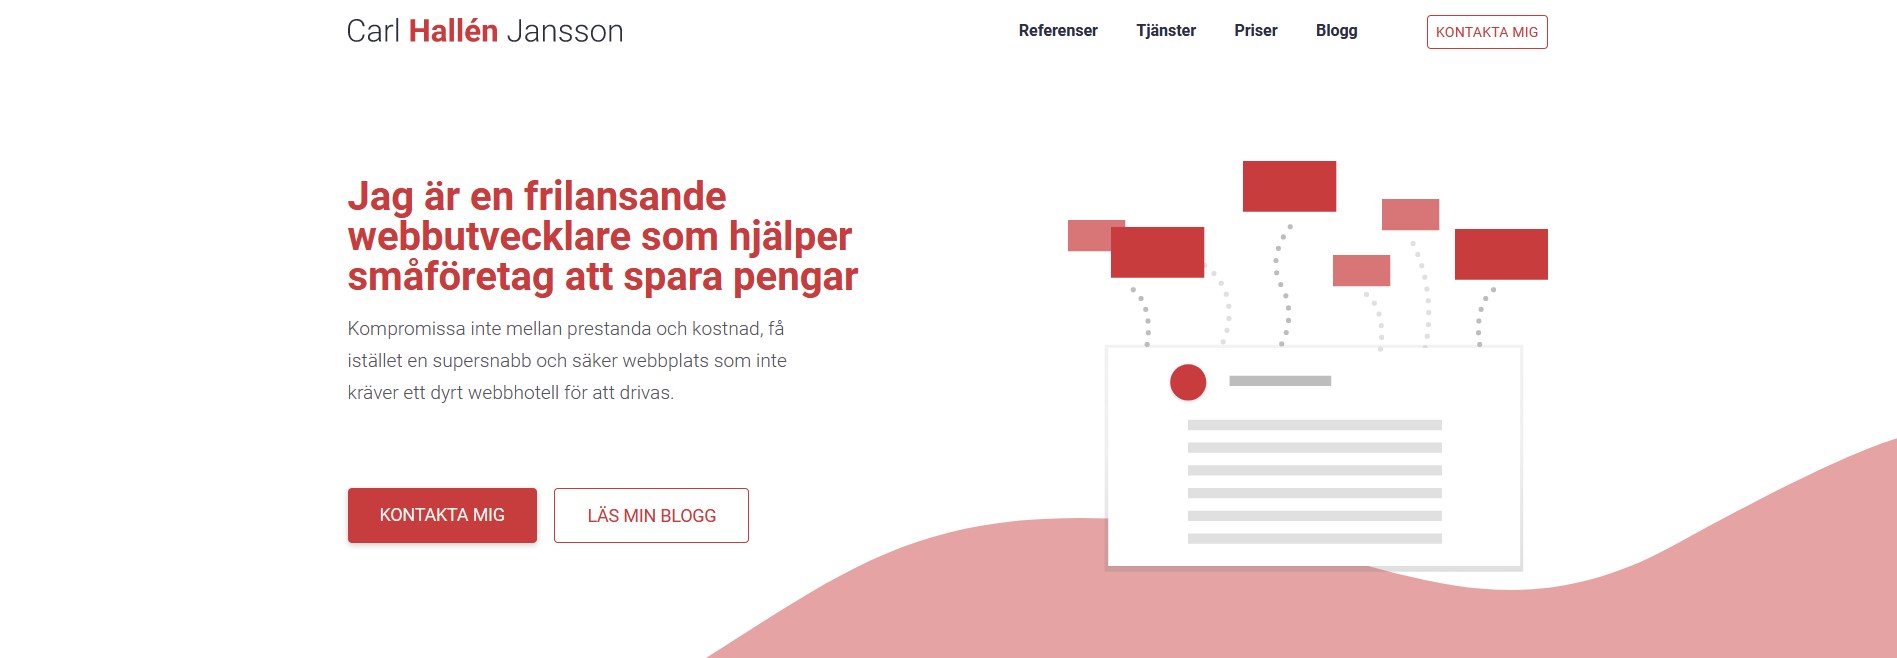 Carl Hallén Jansson
Referenser
Tjänster
Priser
Blogg
KONTAKTA MIG
Jag är en frilansande
webbutvecklare som hjälper
småföretag att spara pengar
Kompromissa inte mellan prestanda och kostnad, få
istället en supersnabb och säker webbplats som inte
kräver ett dyrt webbhotell för att drivas.
KONTAKTA MIG
LÄS MIN BLOGG